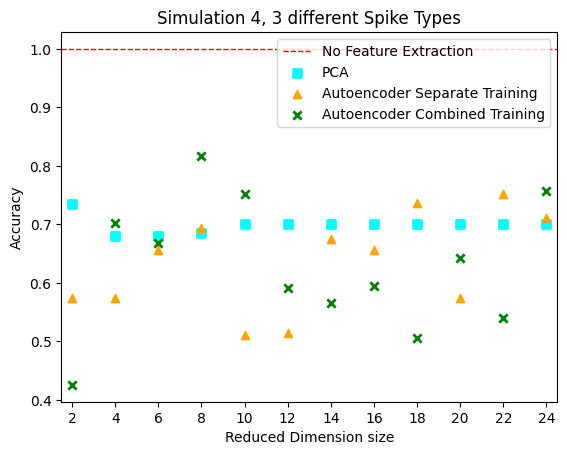 Simulation 4, 3 different Spike Types
No Feature Extraction
PCA
Autoencoder Separate Training
Autoencoder Combined Training
Accuracy
1.0
0.9
0.8
0.7
0.6
0.5
0.4
2 4 6 8 10 12 14 16 18 20 22 24
Reduced Dimension size